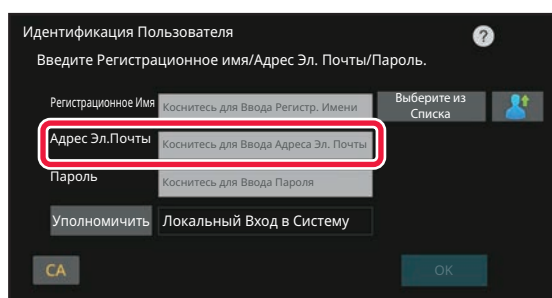 Идентификация Пользователя ?
Введите Регистрационное имя/Адрес Эл. Почты/Пароль.
Регистрационное Имя Коснитесь для Ввода Регистр. Имени Выберите из
Списка
Адрес Эл.Почты Коснитесь для Ввода Адреса Эл. Почты
Пароль Коснитесь для Ввода Пароля
Уполномичить Локальный Вход в Систему
CA OK